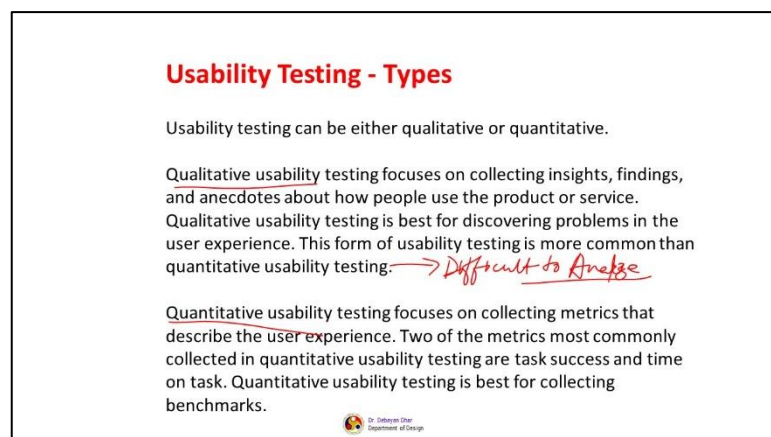 Usability Testing - Types
Usability testing can be either qualitative or quantitative.
Qualitative usability testing focuses on collecting insights, findings,
and anecdotes about how people use the product or service.
Qualitative usability testing is best for discovering problems in the
user experience. This form of usability testing is more common than
quantitative usability testing. Difficult to Analyze
Quantitative usability testing focuses on collecting metrics that
describe the user experience. Two of the metrics most commonly
collected in quantitative usability testing are task success and time
on task. Quantitative usability testing is best for collecting
benchmarks.
Dr. Debayan Dhar
Department of Design